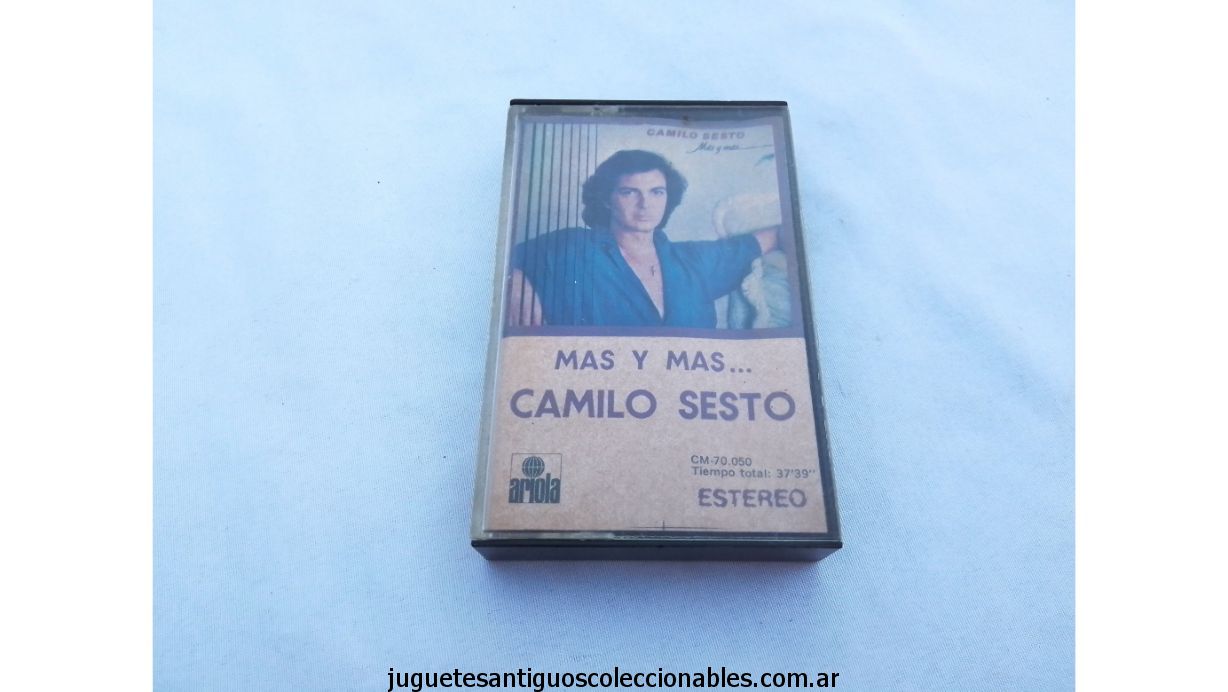 CAMILO SESTO
Mas y mas
MAS Y MAS...
CAMILO SESTO
ariola
CM-70.050
Tiempo total: 37'39''
ESTEREO
juguetesantiguoscoleccionables.com.ar